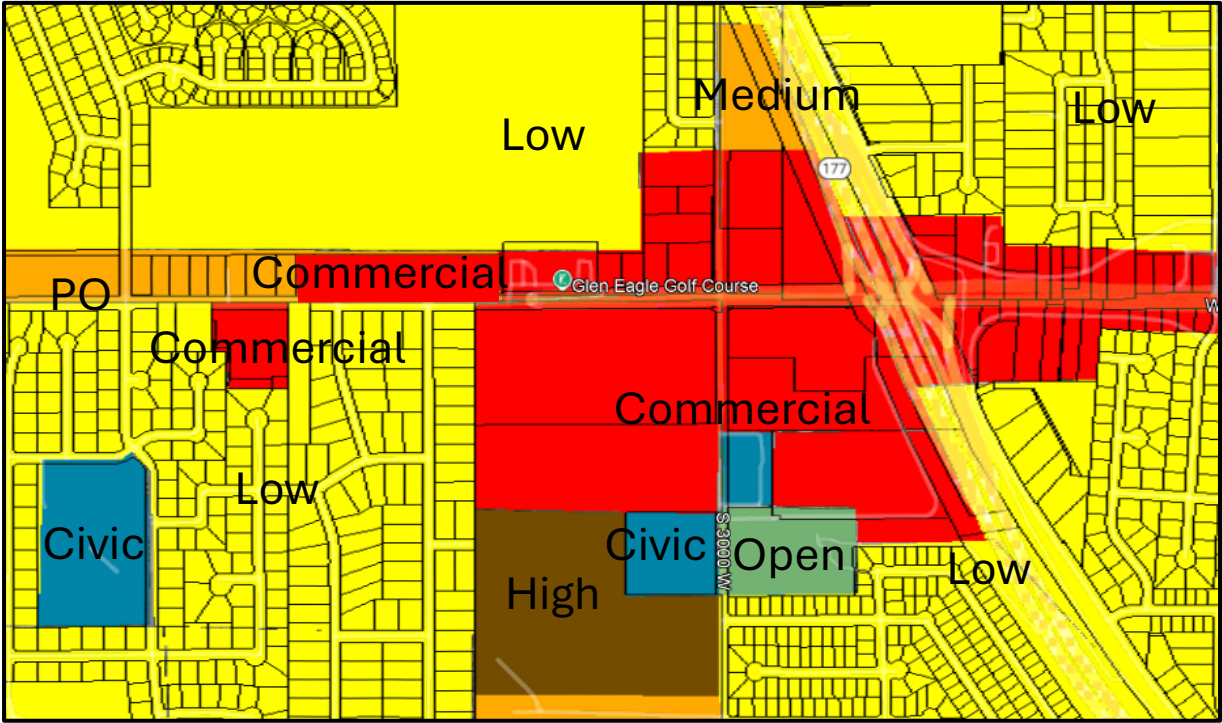 Medium
Low
Low
177
Commercial
PO
Glen Eagle Golf Course
W
Commercial
Commercial
Low
Civic
Civic
Open
Low
High
S 3000 W